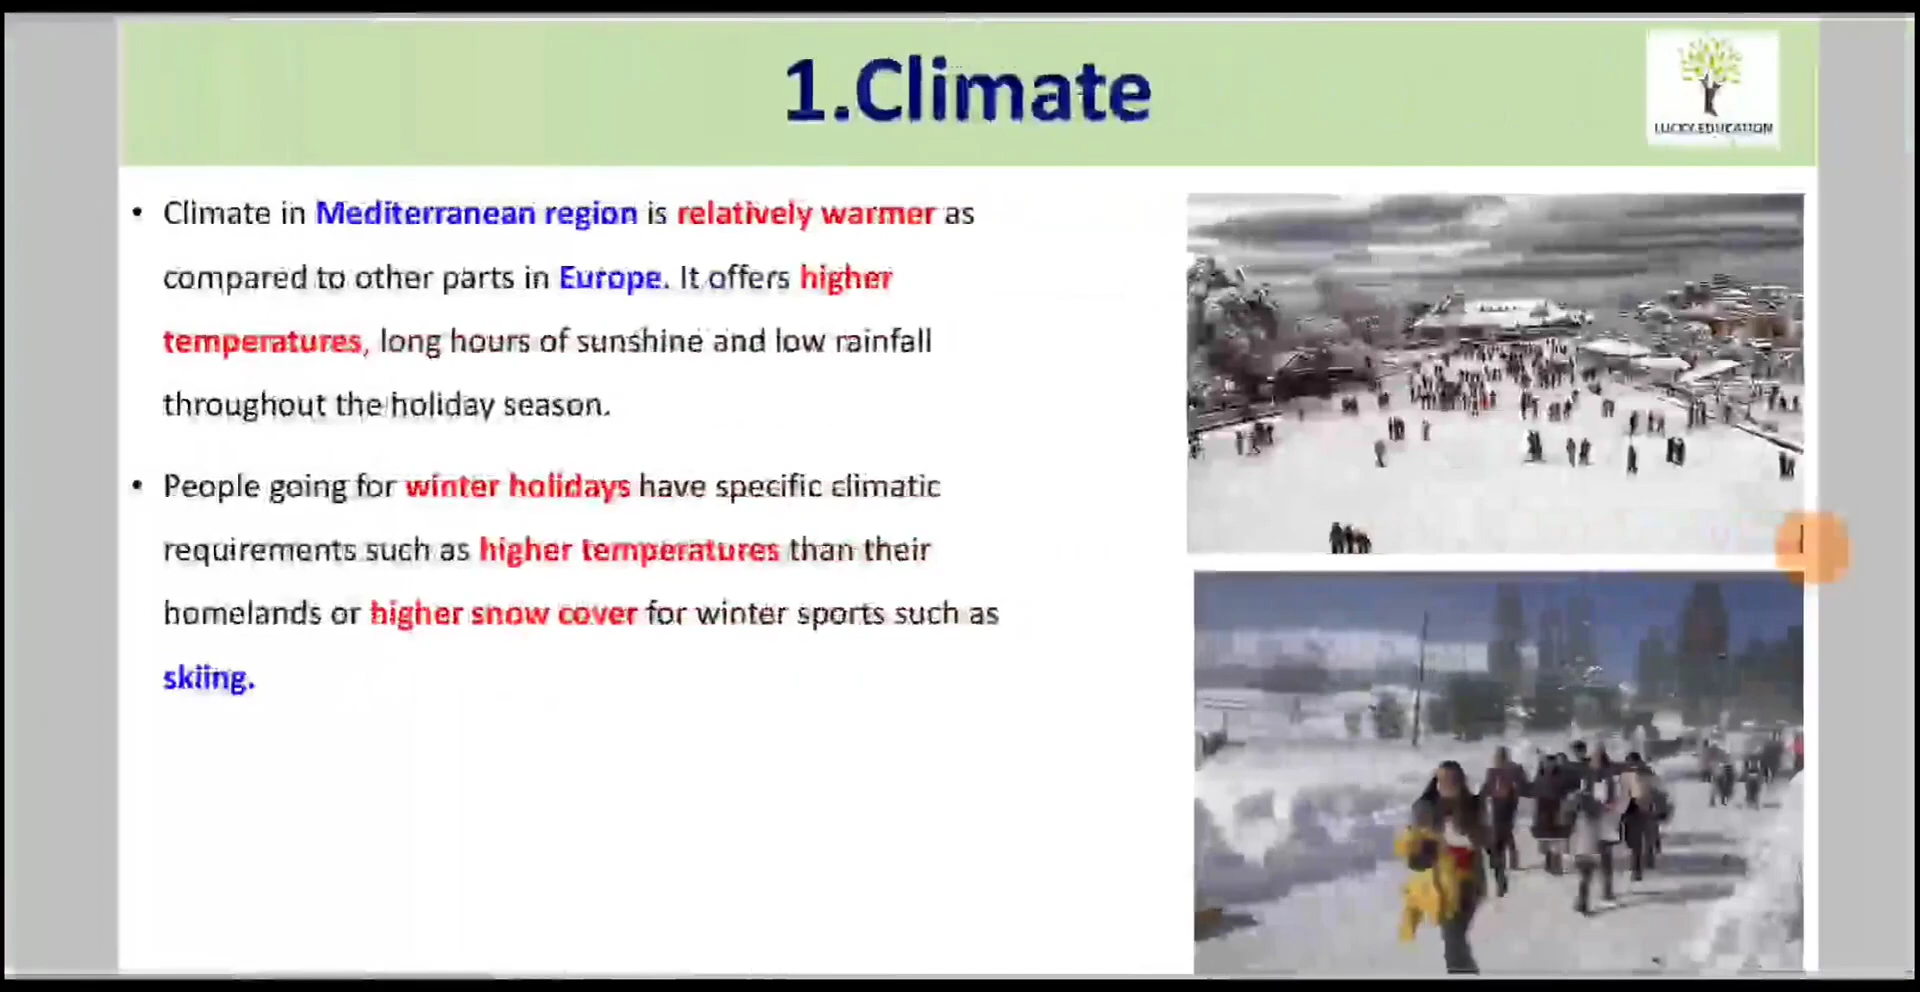 1.Climate
LUCKY EDUCATION
• Climate in Mediterranean region is relatively warmer as
compared to other parts in Europe. It offers higher
temperatures, long hours of sunshine and low rainfall
throughout the holiday season.
• People going for winter holidays have specific climatic
requirements such as higher temperatures than their
homelands or higher snow cover for winter sports such as
skiing.